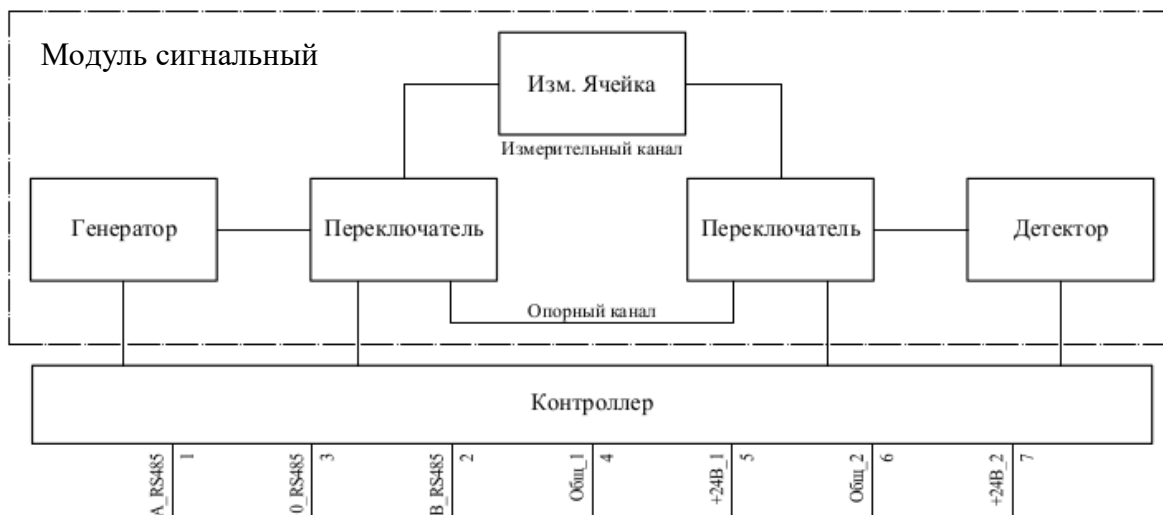 Модуль сигнальный
Изм. Ячейка
Измерительный канал
Генератор
Переключатель
Переключатель
Детектор
Опорный канал
Контроллер
A_RS485
1
0_RS485
3
B_RS485
2
Общ_1
4
+24В_1
5
Общ_2
6
+24В_2
7